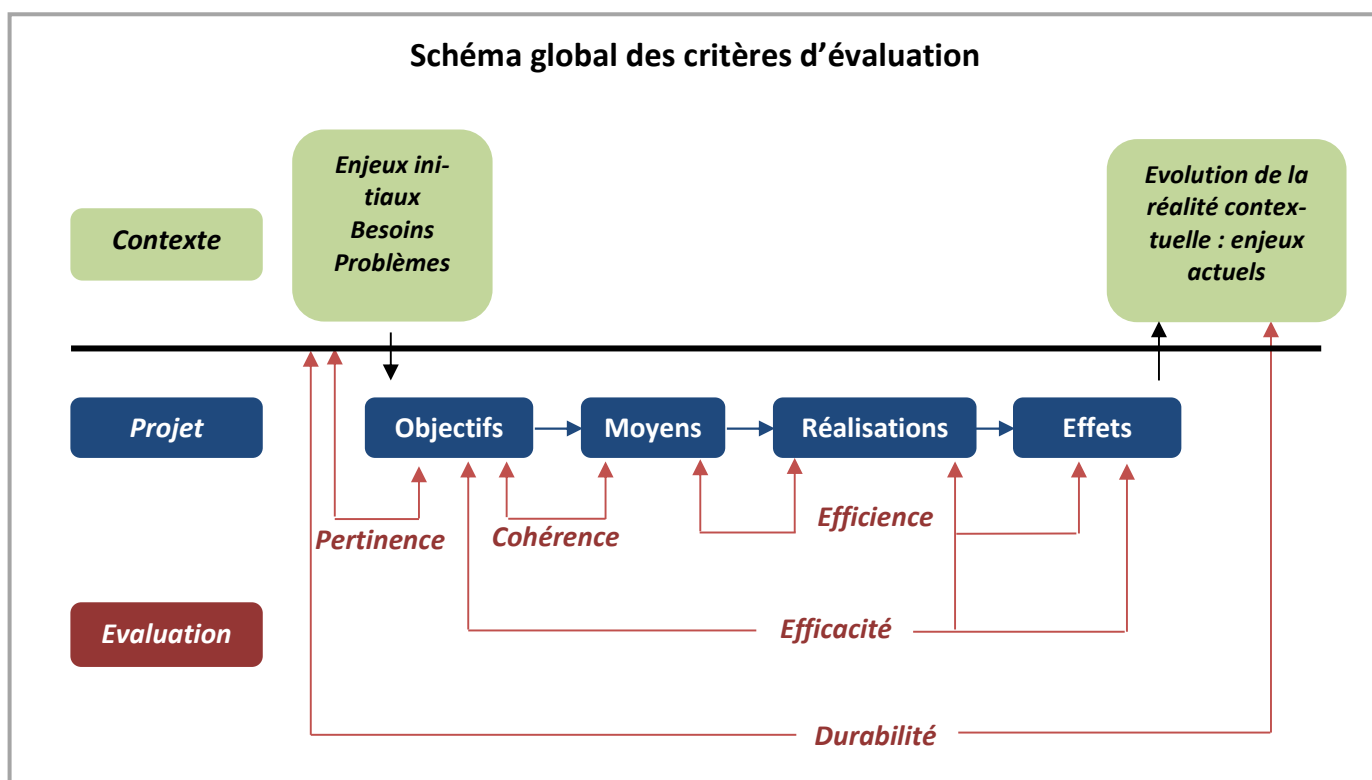 Schéma global des critères d’évaluation
Enjeux ini-
tiaux
Besoins
Problèmes
Evolution de la
réalité contex-
tuelle : enjeux
actuels
Contexte
Projet
Objectifs
Moyens
Réalisations
Effets
Pertinence
Cohérence
Efficience
Evaluation
Efficacité
Durabilité